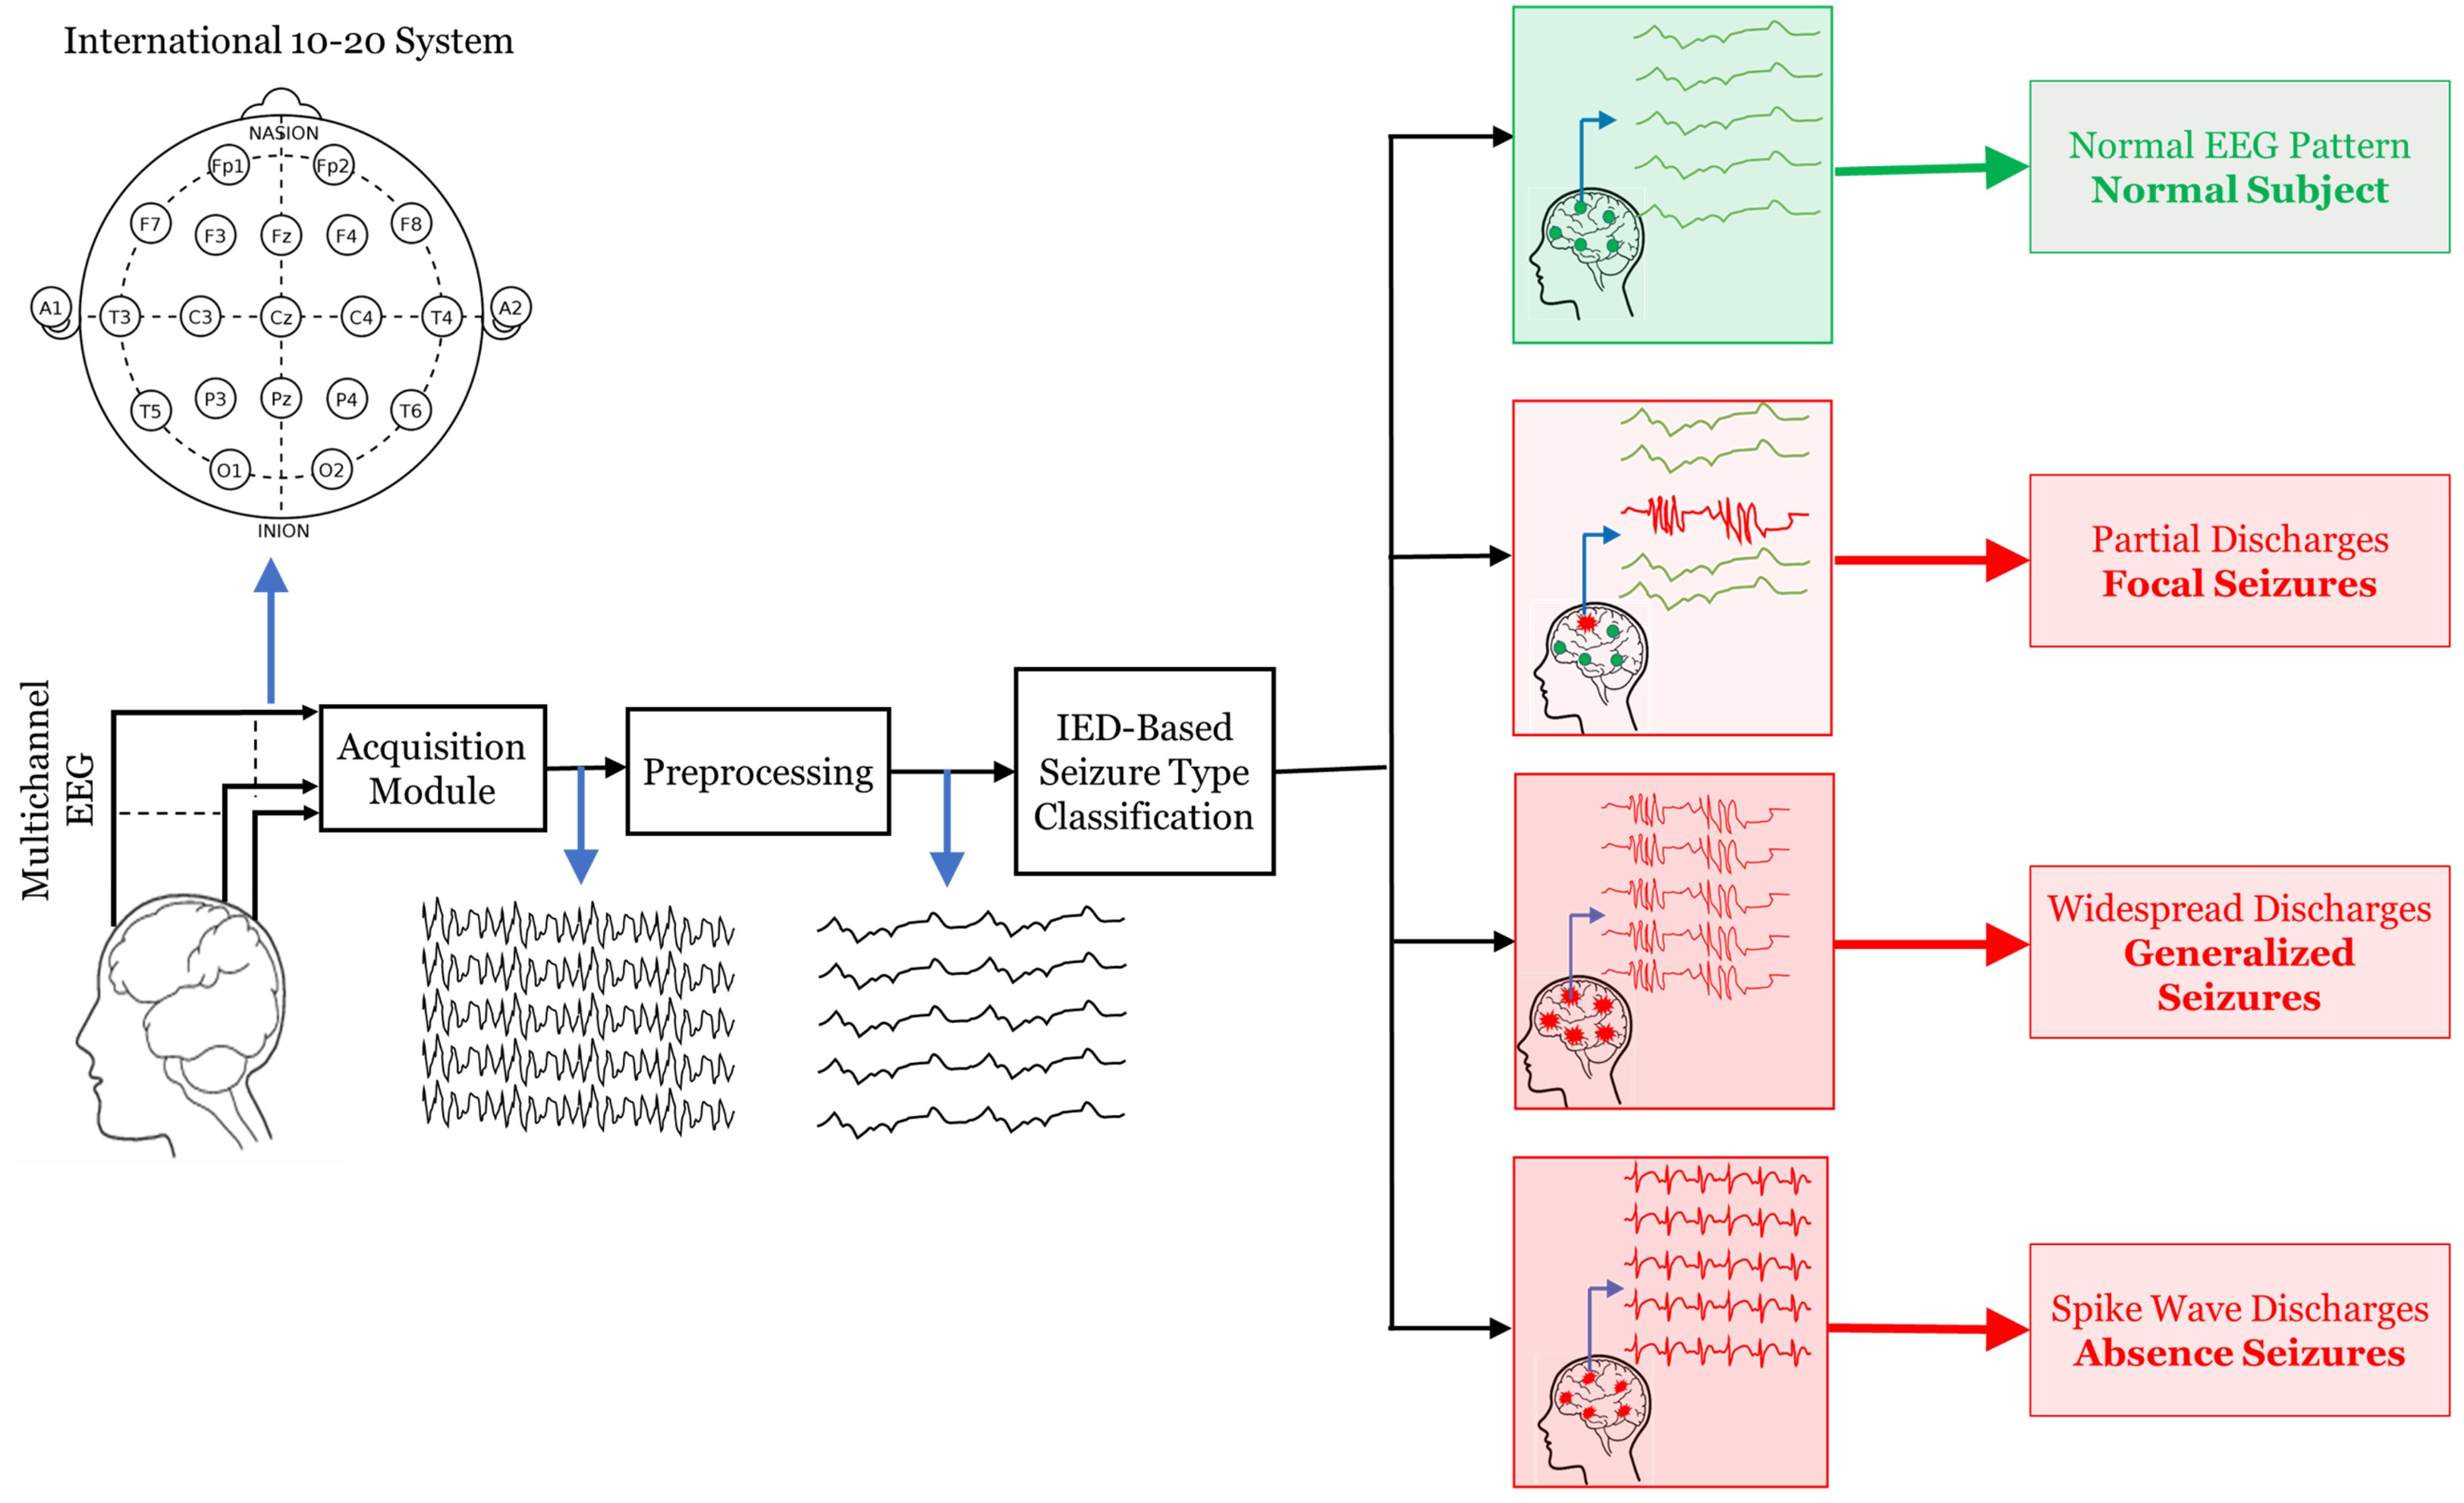 International 10-20 System
NASION
Fp1 Fp2
F7 F3 Fz F4 F8
A1 T3 C3 Cz C4 T4 A2
T5 P3 Pz P4 T6
O1 O2
INION
Multichannel
EEG
Acquisition
Module
Preprocessing
IED-Based
Seizure Type
Classification
Normal EEG Pattern
Normal Subject
Partial Discharges
Focal Seizures
Widespread Discharges
Generalized
Seizures
Spike Wave Discharges
Absence Seizures